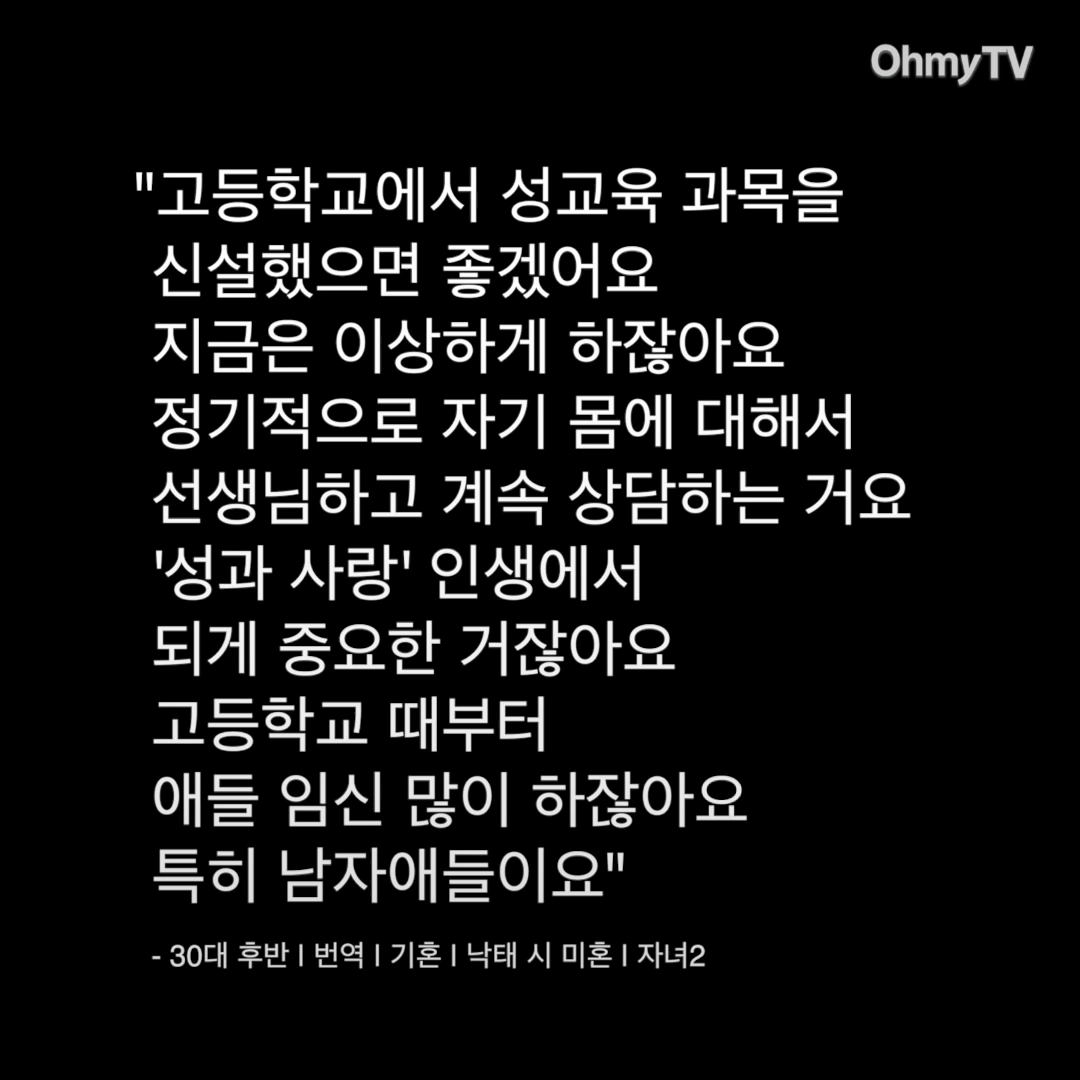 OhmyTV
"고등학교에서 성교육 과목을
신설했으면 좋겠어요
지금은 이상하게 하잖아요
정기적으로 자기 몸에 대해서
선생님하고 계속 상담하는 거요
'성과 사랑' 인생에서
되게 중요한 거잖아요
고등학교 때부터
애들 임신 많이 하잖아요
특히 남자애들이요"
- 30대 후반 | 번역 | 기혼 | 낙태 시 미혼 | 자녀2